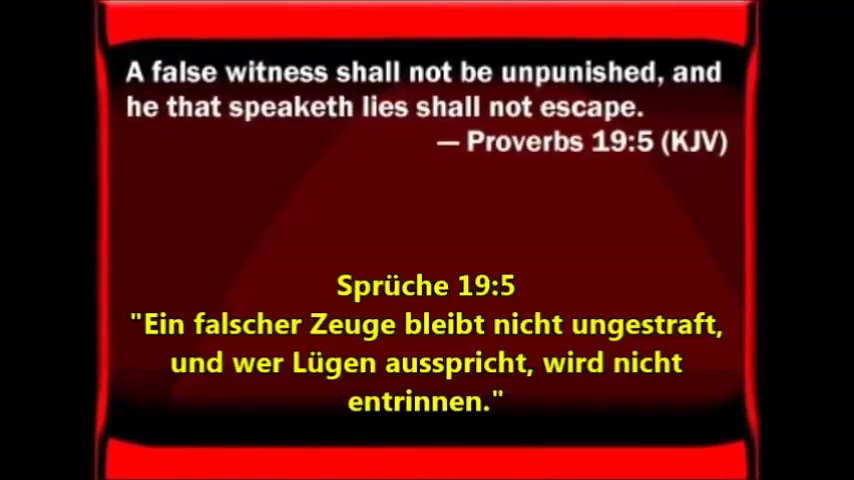 A false witness shall not be unpunished, and
he that speaketh lies shall not escape.
— Proverbs 19:5 (KJV)
Sprüche 19:5
"Ein falscher Zeuge bleibt nicht ungestraft,
und wer Lügen ausspricht, wird nicht
entrinnen."